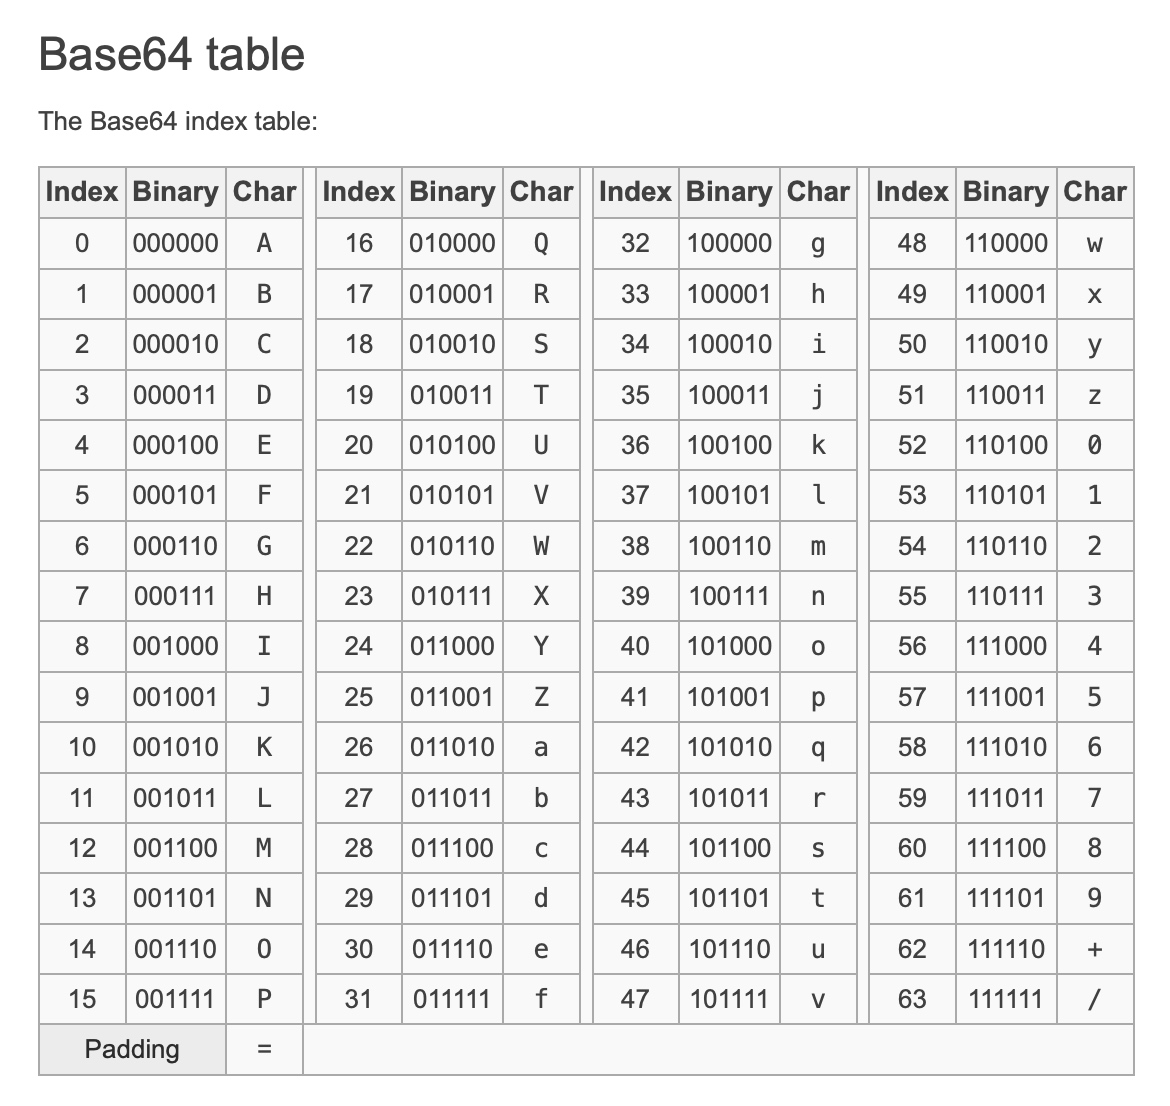 Base64 table
The Base64 index table:
Index Binary Char Index Binary Char Index Binary Char Index Binary Char
0 000000 A 16 010000 Q 32 100000 g 48 110000 w
1 000001 B 17 010001 R 33 100001 h 49 110001 x
2 000010 C 18 010010 S 34 100010 i 50 110010 y
3 000011 D 19 010011 T 35 100011 j 51 110011 z
4 000100 E 20 010100 U 36 100100 k 52 110100 0
5 000101 F 21 010101 V 37 100101 l 53 110101 1
6 000110 G 22 010110 W 38 100110 m 54 110110 2
7 000111 H 23 010111 X 39 100111 n 55 110111 3
8 001000 I 24 011000 Y 40 101000 o 56 111000 4
9 001001 J 25 011001 Z 41 101001 p 57 111001 5
10 001010 K 26 011010 a 42 101010 q 58 111010 6
11 001011 L 27 011011 b 43 101011 r 59 111011 7
12 001100 M 28 011100 c 44 101100 s 60 111100 8
13 001101 N 29 011101 d 45 101101 t 61 111101 9
14 001110 O 30 011110 e 46 101110 u 62 111110 +
15 001111 P 31 011111 f 47 101111 v 63 111111 /
Padding =